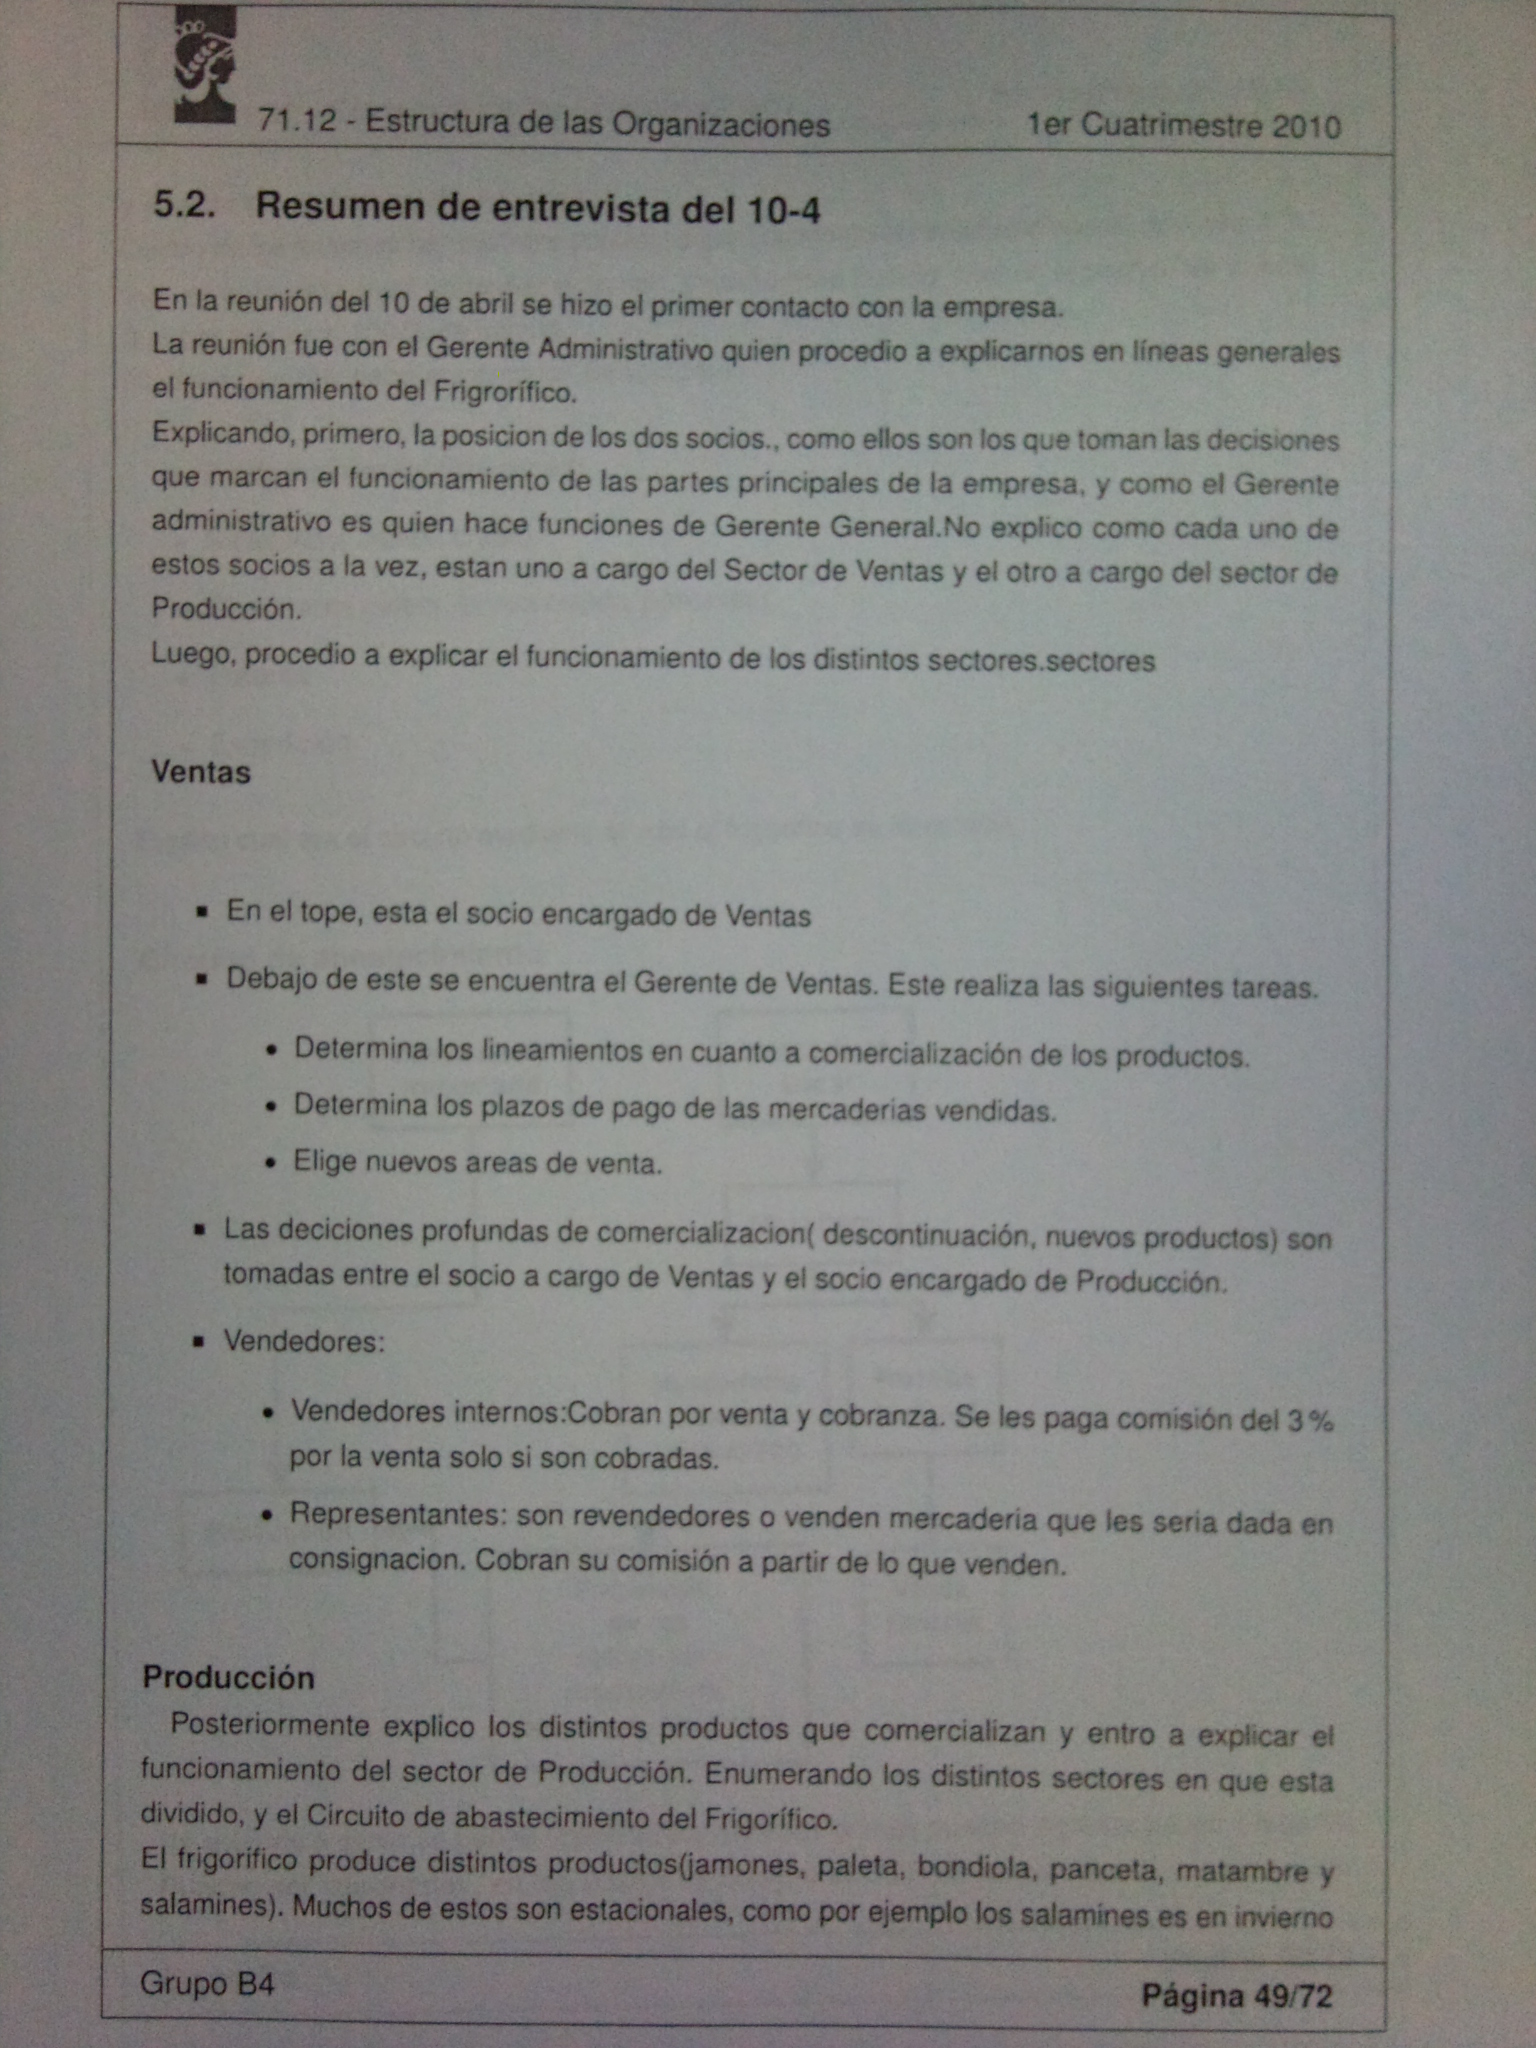 71.12 - Estructura de las Organizaciones 1er Cuatrimestre 2010
5.2. Resumen de entrevista del 10-4
En la reunión del 10 de abril se hizo el primer contacto con la empresa.
La reunión fue con el Gerente Administrativo quien procedio a explicarnos en líneas generales
el funcionamiento del Frigrorífico.
Explicando, primero, la posicion de los dos socios., como ellos son los que toman las decisiones
que marcan el funcionamiento de las partes principales de la empresa, y como el Gerente
administrativo es quien hace funciones de Gerente General.No explico como cada uno de
estos socios a la vez, estan uno a cargo del Sector de Ventas y el otro a cargo del sector de
Producción.
Luego, procedio a explicar el funcionamiento de los distintos sectores.sectores
Ventas
▪ En el tope, esta el socio encargado de Ventas
▪ Debajo de este se encuentra el Gerente de Ventas. Este realiza las siguientes tareas.
• Determina los lineamientos en cuanto a comercialización de los productos.
• Determina los plazos de pago de las mercaderias vendidas.
• Elige nuevos areas de venta.
▪ Las deciciones profundas de comercializacion( descontinuación, nuevos productos) son
tomadas entre el socio a cargo de Ventas y el socio encargado de Producción.
▪ Vendedores:
• Vendedores internos:Cobran por venta y cobranza. Se les paga comisión del 3 %
por la venta solo si son cobradas.
• Representantes: son revendedores o venden mercaderia que les seria dada en
consignacion. Cobran su comisión a partir de lo que venden.
Producción
Posteriormente explico los distintos productos que comercializan y entro a explicar el
funcionamiento del sector de Producción. Enumerando los distintos sectores en que esta
dividido, y el Circuito de abastecimiento del Frigorífico.
El frigorífico produce distintos productos(jamones, paleta, bondiola, panceta, matambre y
salamines). Muchos de estos son estacionales, como por ejemplo los salamines es en invierno
Grupo B4 Página 49/72